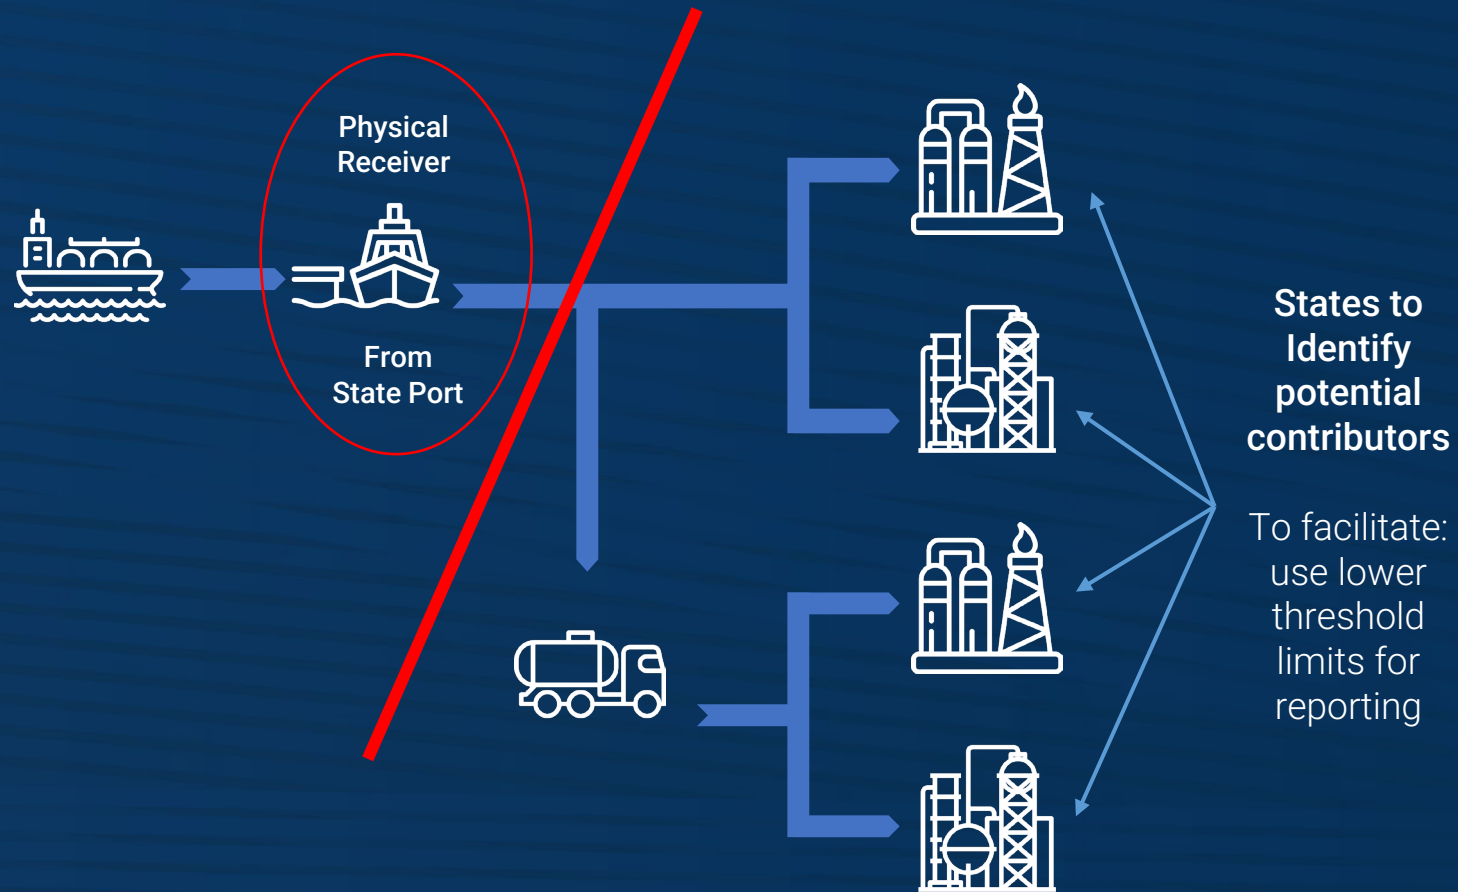 Physical
Receiver
From
State Port
States to
Identify
potential
contributors
To facilitate:
use lower
threshold
limits for
reporting